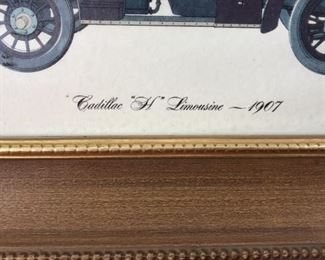 Cadillac "H" Limousine — 1907